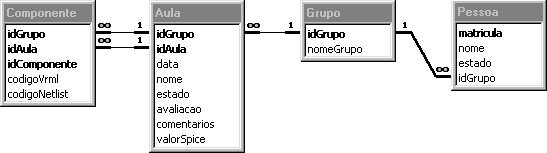 Componente
idGrupo
idAula
idComponente
codigoVrml
codigoNetlist
∞ 1
∞ 1
Aula
idGrupo
idAula
data
nome
estado
avaliacao
comentarios
valorSpice
∞ 1
Grupo
idGrupo
nomeGrupo
1
∞
Pessoa
matricula
nome
estado
idGrupo